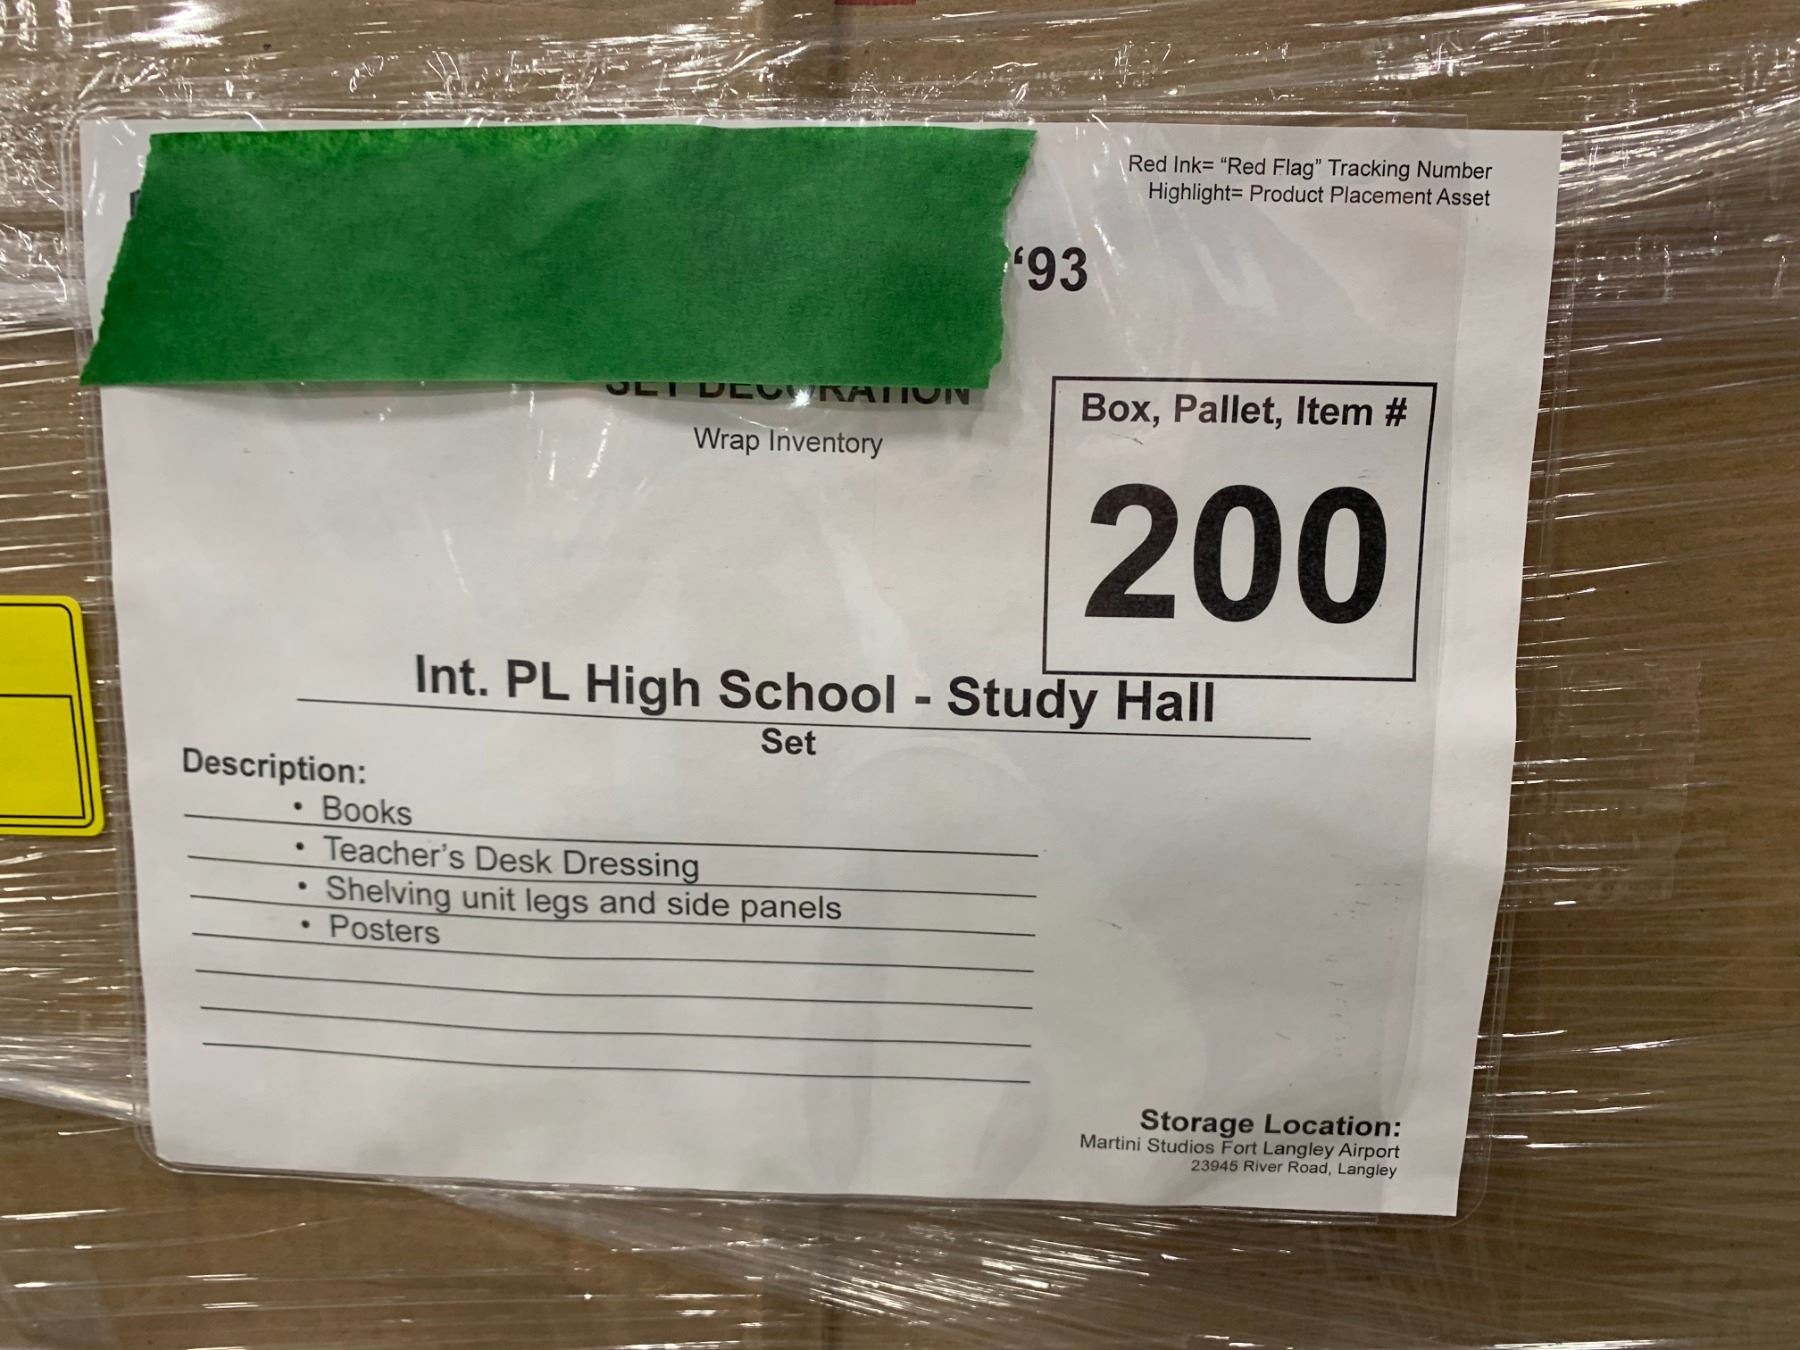 Red Ink= “Red Flag” Tracking Number
Highlight= Product Placement Asset
‘93
SET DECORATION
Wrap Inventory
Box, Pallet, Item #
200
Int. PL High School - Study Hall
Set
Description:
• Books
• Teacher’s Desk Dressing
• Shelving unit legs and side panels
• Posters
Storage Location:
Martini Studios Fort Langley Airport
23945 River Road, Langley